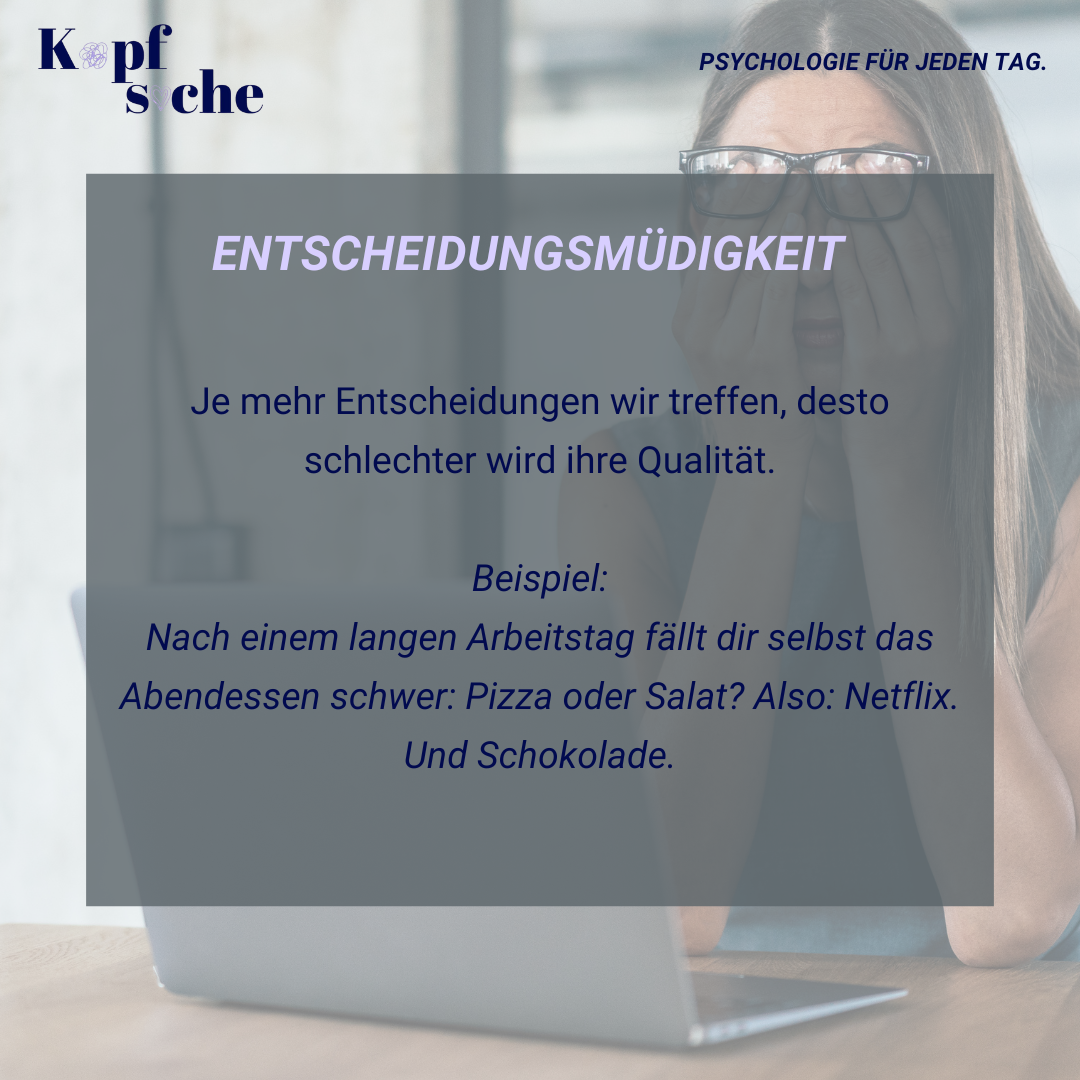 Kopf
sache
PSYCHOLOGIE FÜR JEDEN TAG.
ENTSCHEIDUNGSMÜDIGKEIT
Je mehr Entscheidungen wir treffen, desto
schlechter wird ihre Qualität.
Beispiel:
Nach einem langen Arbeitstag fällt dir selbst das
Abendessen schwer: Pizza oder Salat? Also: Netflix.
Und Schokolade.